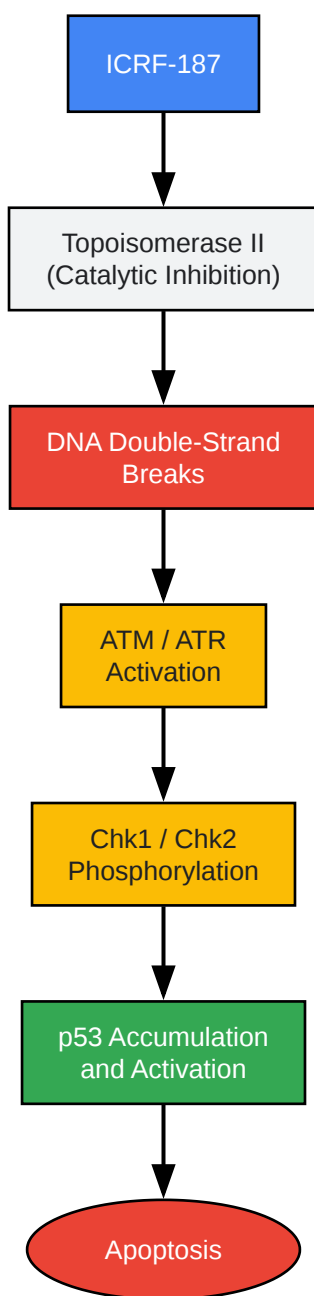 ICRF-187
Topoisomerase II
(Catalytic Inhibition)
DNA Double-Strand
Breaks
ATM / ATR
Activation
Chk1 / Chk2
Phosphorylation
p53 Accumulation
and Activation
Apoptosis